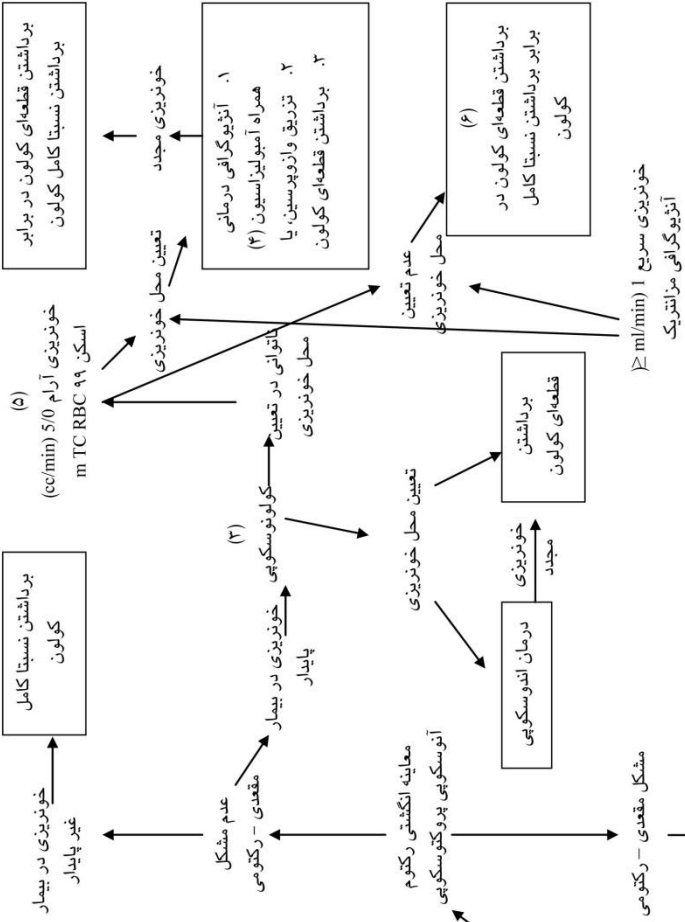 معاینه انگشتی رکتوم
آنوسکوپی پروکتوسکوپی
مشکل مقعدی – رکتومی
عدم مشکل
مقعدی – رکتومی
خونریزی در بیمار
غیر پایدار
برداشتن نسبتا کامل
کولون
خونریزی در بیمار
پایدار
(۳)
کولونوسکوپی
تعیین محل خونریزی
درمان اندوسکوپی
خونریزی
مجدد
برداشتن
قطعه‌ای کولون
ناتوانی در تعیین
محل خونریزی
(۵)
خونریزی آرام 5/0 (cc/min)
اسکن ۹۹ m TC RBC
خونریزی سریع 1 (ml/min ≥)
آنژیوگرافی مزانتریک
تعیین محل خونریزی
عدم تعیین
محل خونریزی
۱. آنژیوگرافی درمانی
۲. تزریق وازوپرسین، یا
همراه آمبولیزاسیون (۴)
۳. برداشتن قطعه‌ای کولون
خونریزی مجدد
برداشتن قطعه‌ای کولون در برابر
برداشتن نسبتا کامل کولون
(۶)
برداشتن قطعه‌ای کولون در
برابر برداشتن نسبتا کامل
کولون